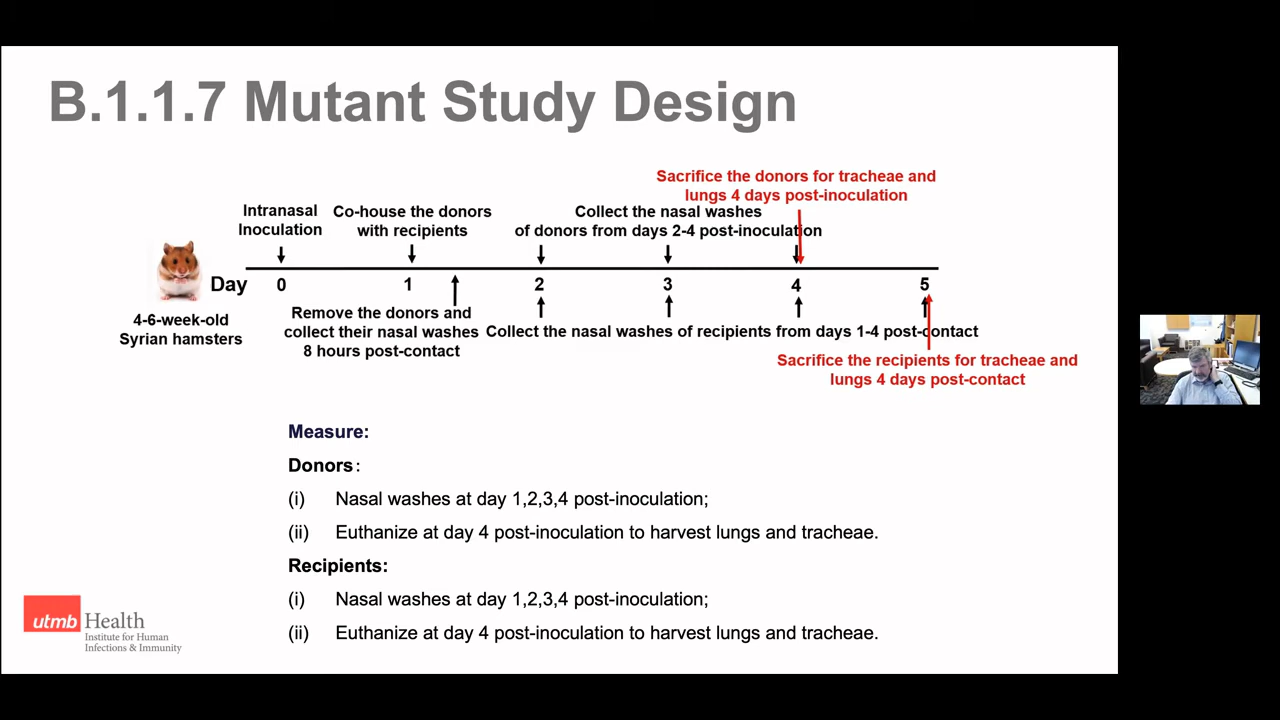 B.1.1.7 Mutant Study Design
Sacrifice the donors for tracheae and
lungs 4 days post-inoculation
Intranasal
Inoculation
Co-house the donors
with recipients
Collect the nasal washes
of donors from days 2-4 post-inoculation
Day
0
1
2
3
4
5
4-6-week-old
Syrian hamsters
Remove the donors and
collect their nasal washes
8 hours post-contact
Collect the nasal washes of recipients from days 1-4 post-contact
Sacrifice the recipients for tracheae and
lungs 4 days post-contact
Measure:
Donors:
(i) Nasal washes at day 1,2,3,4 post-inoculation;
(ii) Euthanize at day 4 post-inoculation to harvest lungs and tracheae.
Recipients:
(i) Nasal washes at day 1,2,3,4 post-inoculation;
(ii) Euthanize at day 4 post-inoculation to harvest lungs and tracheae.
utmb Health
Institute for Human
Infections & Immunity